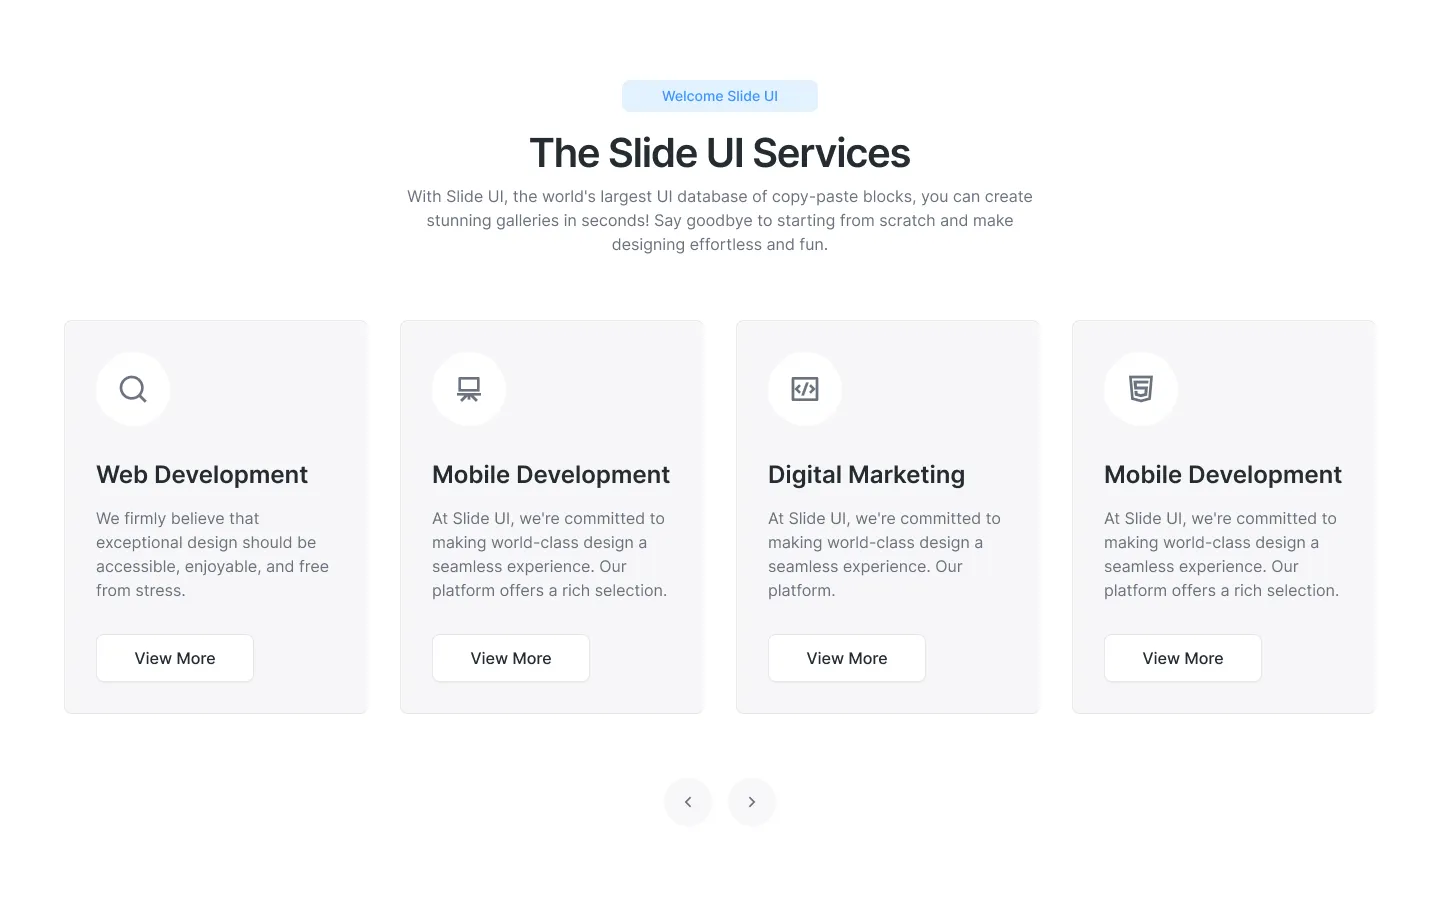 Welcome Slide UI
The Slide UI Services
With Slide UI, the world's largest UI database of copy-paste blocks, you can create
stunning galleries in seconds! Say goodbye to starting from scratch and make
designing effortless and fun.
Web Development
We firmly believe that
exceptional design should be
accessible, enjoyable, and free
from stress.
View More
Mobile Development
At Slide UI, we're committed to
making world-class design a
seamless experience. Our
platform offers a rich selection.
View More
Digital Marketing
At Slide UI, we're committed to
making world-class design a
seamless experience. Our
platform.
View More
Mobile Development
At Slide UI, we're committed to
making world-class design a
seamless experience. Our
platform offers a rich selection.
View More